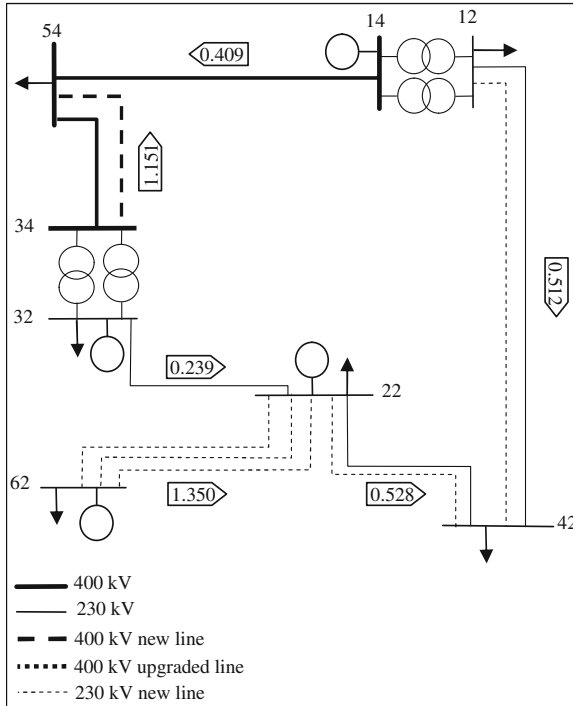 54
14
12
0.409
1.151
34
0.512
32
0.239
22
62
1.350
0.528
42
400 kV
230 kV
400 kV new line
400 kV upgraded line
230 kV new line